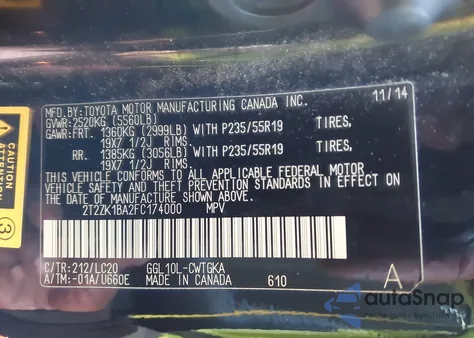 MFD.BY:TOYOTA MOTOR MANUFACTURING CANADA INC. 11/14
GVWR:2520KG (5560LB)
GAWR:FRT. 1360KG (2999LB) WITH P235/55R19 TIRES,
19X7 1/2J RIMS.
RR. 1385KG (3056LB) WITH P235/55R19 TIRES,
19X7 1/2J RIMS.
THIS VEHICLE CONFORMS TO ALL APPLICABLE FEDERAL MOTOR
VEHICLE SAFETY AND THEFT PREVENTION STANDARDS IN EFFECT ON
THE DATE OF MANUFACTURE SHOWN ABOVE.
2T2ZK1BA2FC174000 MPV
C/TR:212/LC20 GGL10L-CWTGKA
A/TM:-01A/U660E MADE IN CANADA 610 A
CAUTION
3
autoSnap